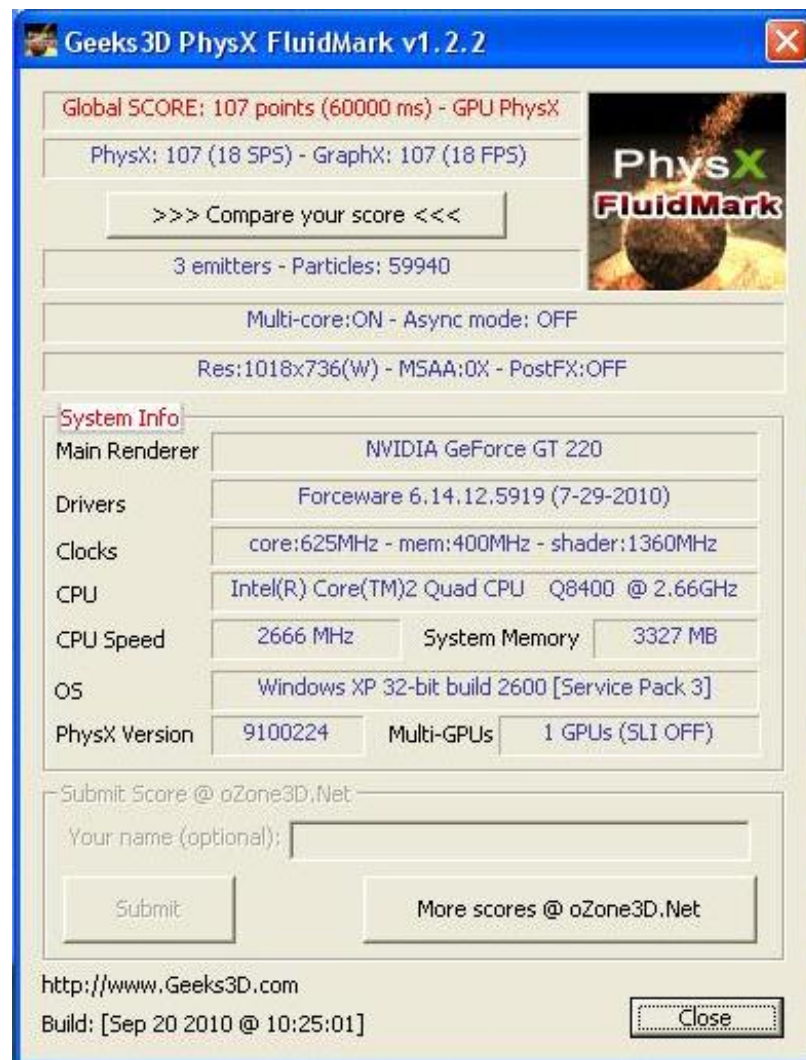 Geeks3D PhysX FluidMark v1.2.2
Global SCORE: 107 points (60000 ms) - GPU PhysX
PhysX: 107 (18 SPS) - GraphX: 107 (18 FPS)
PhysX
FluidMark
>>> Compare your score <<<
3 emitters - Particles: 59940
Multi-core:ON - Async mode: OFF
Res:1018x736(W) - MSAA:0X - PostFX:OFF
System Info
Main Renderer NVIDIA GeForce GT 220
Drivers Forceware 6.14.12.5919 (7-29-2010)
Clocks core:625MHz - mem:400MHz - shader:1360MHz
CPU Intel(R) Core(TM)2 Quad CPU Q8400 @ 2.66GHz
CPU Speed 2666 MHz System Memory 3327 MB
OS Windows XP 32-bit build 2600 [Service Pack 3]
PhysX Version 9100224 Multi-GPUs 1 GPUs (SLI OFF)
Submit Score @ oZone3D.Net
Your name (optional):
Submit More scores @ oZone3D.Net
http://www.Geeks3D.com
Build: [Sep 20 2010 @ 10:25:01] Close